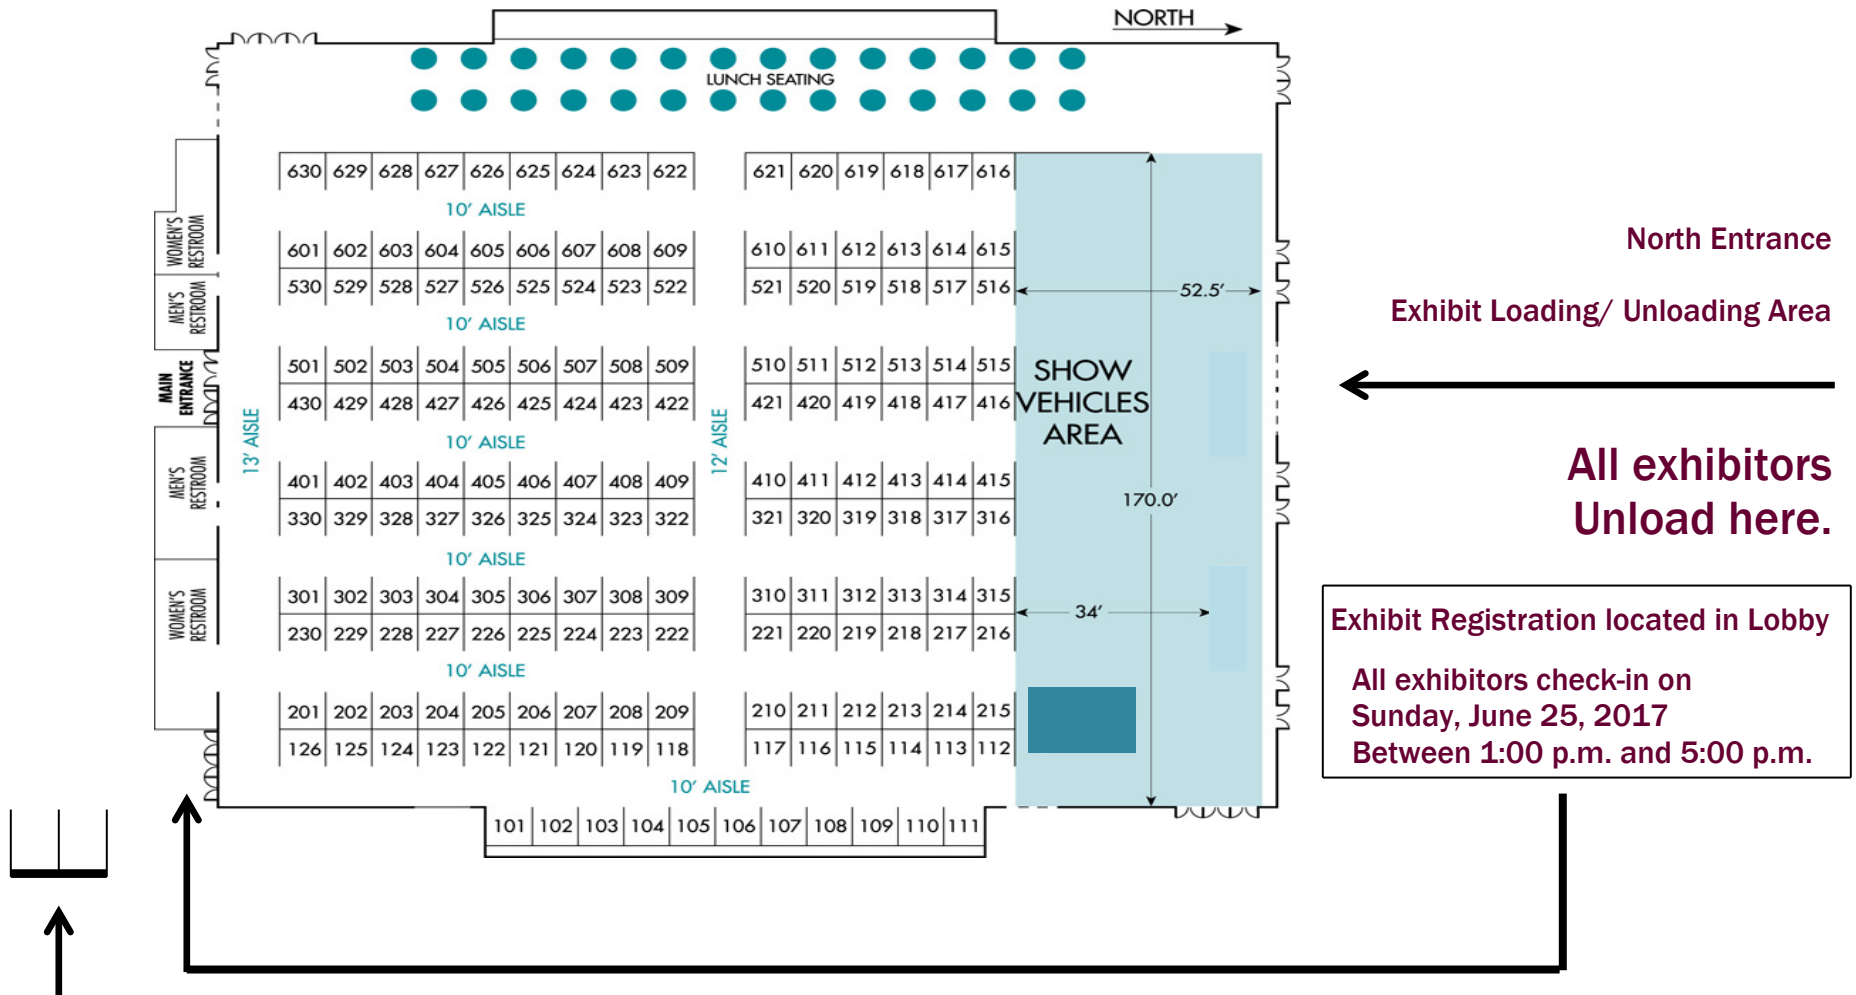 NORTH
LUNCH SEATING
630 629 628 627 626 625 624 623 622 621 620 619 618 617 616
10′ AISLE
601 602 603 604 605 606 607 608 609 610 611 612 613 614 615
530 529 528 527 526 525 524 523 522 521 520 519 518 517 516
10′ AISLE
501 502 503 504 505 506 507 508 509 510 511 512 513 514 515
430 429 428 427 426 425 424 423 422 421 420 419 418 417 416
10′ AISLE
401 402 403 404 405 406 407 408 409 410 411 412 413 414 415
330 329 328 327 326 325 324 323 322 321 320 319 318 317 316
10′ AISLE
301 302 303 304 305 306 307 308 309 310 311 312 313 314 315
230 229 228 227 226 225 224 223 222 221 220 219 218 217 216
10′ AISLE
201 202 203 204 205 206 207 208 209 210 211 212 213 214 215
126 125 124 123 122 121 120 119 118 117 116 115 114 113 112
10′ AISLE
101 102 103 104 105 106 107 108 109 110 111
WOMEN'S
RESTROOM
MEN'S
RESTROOM
MAIN
ENTRANCE
MEN'S
RESTROOM
WOMEN'S
RESTROOM
13′ AISLE
12′ AISLE
52.5′
SHOW
VEHICLES
AREA
170.0′
34′
North Entrance
Exhibit Loading/ Unloading Area
All exhibitors
Unload here.
Exhibit Registration located in Lobby
All exhibitors check-in on
Sunday, June 25, 2017
Between 1:00 p.m. and 5:00 p.m.